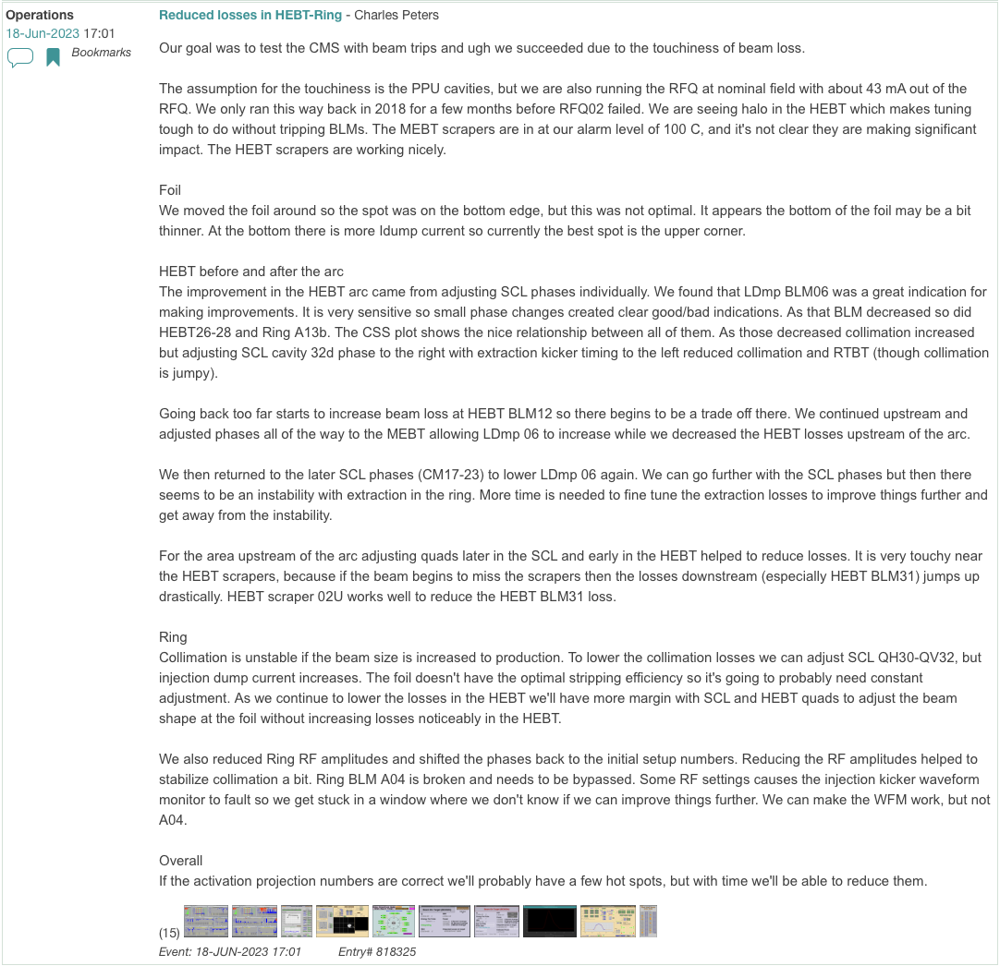 Operations
18-Jun-2023 17:01
Bookmarks
Reduced losses in HEBT-Ring - Charles Peters
Our goal was to test the CMS with beam trips and ugh we succeeded due to the touchiness of beam loss.
The assumption for the touchiness is the PPU cavities, but we are also running the RFQ at nominal field with about 43 mA out of the
RFQ. We only ran this way back in 2018 for a few months before RFQ02 failed. We are seeing halo in the HEBT which makes tuning
tough to do without tripping BLMs. The MEBT scrapers are in at our alarm level of 100 C, and it's not clear they are making significant
impact. The HEBT scrapers are working nicely.
Foil
We moved the foil around so the spot was on the bottom edge, but this was not optimal. It appears the bottom of the foil may be a bit
thinner. At the bottom there is more Idump current so currently the best spot is the upper corner.
HEBT before and after the arc
The improvement in the HEBT arc came from adjusting SCL phases individually. We found that LDmp BLM06 was a great indication for
making improvements. It is very sensitive so small phase changes created clear good/bad indications. As that BLM decreased so did
HEBT26-28 and Ring A13b. The CSS plot shows the nice relationship between all of them. As those decreased collimation increased
but adjusting SCL cavity 32d phase to the right with extraction kicker timing to the left reduced collimation and RTBT (though collimation
is jumpy).
Going back too far starts to increase beam loss at HEBT BLM12 so there begins to be a trade off there. We continued upstream and
adjusted phases all of the way to the MEBT allowing LDmp 06 to increase while we decreased the HEBT losses upstream of the arc.
We then returned to the later SCL phases (CM17-23) to lower LDmp 06 again. We can go further with the SCL phases but then there
seems to be an instability with extraction in the ring. More time is needed to fine tune the extraction losses to improve things further and
get away from the instability.
For the area upstream of the arc adjusting quads later in the SCL and early in the HEBT helped to reduce losses. It is very touchy near
the HEBT scrapers, because if the beam begins to miss the scrapers then the losses downstream (especially HEBT BLM31) jumps up
drastically. HEBT scraper 02U works well to reduce the HEBT BLM31 loss.
Ring
Collimation is unstable if the beam size is increased to production. To lower the collimation losses we can adjust SCL QH30-QV32, but
injection dump current increases. The foil doesn't have the optimal stripping efficiency so it's going to probably need constant
adjustment. As we continue to lower the losses in the HEBT we'll have more margin with SCL and HEBT quads to adjust the beam
shape at the foil without increasing losses noticeably in the HEBT.
We also reduced Ring RF amplitudes and shifted the phases back to the initial setup numbers. Reducing the RF amplitudes helped to
stabilize collimation a bit. Ring BLM A04 is broken and needs to be bypassed. Some RF settings causes the injection kicker waveform
monitor to fault so we get stuck in a window where we don't know if we can improve things further. We can make the WFM work, but not
A04.
Overall
If the activation projection numbers are correct we'll probably have a few hot spots, but with time we'll be able to reduce them.
(15)
Event: 18-JUN-2023 17:01 Entry# 818325